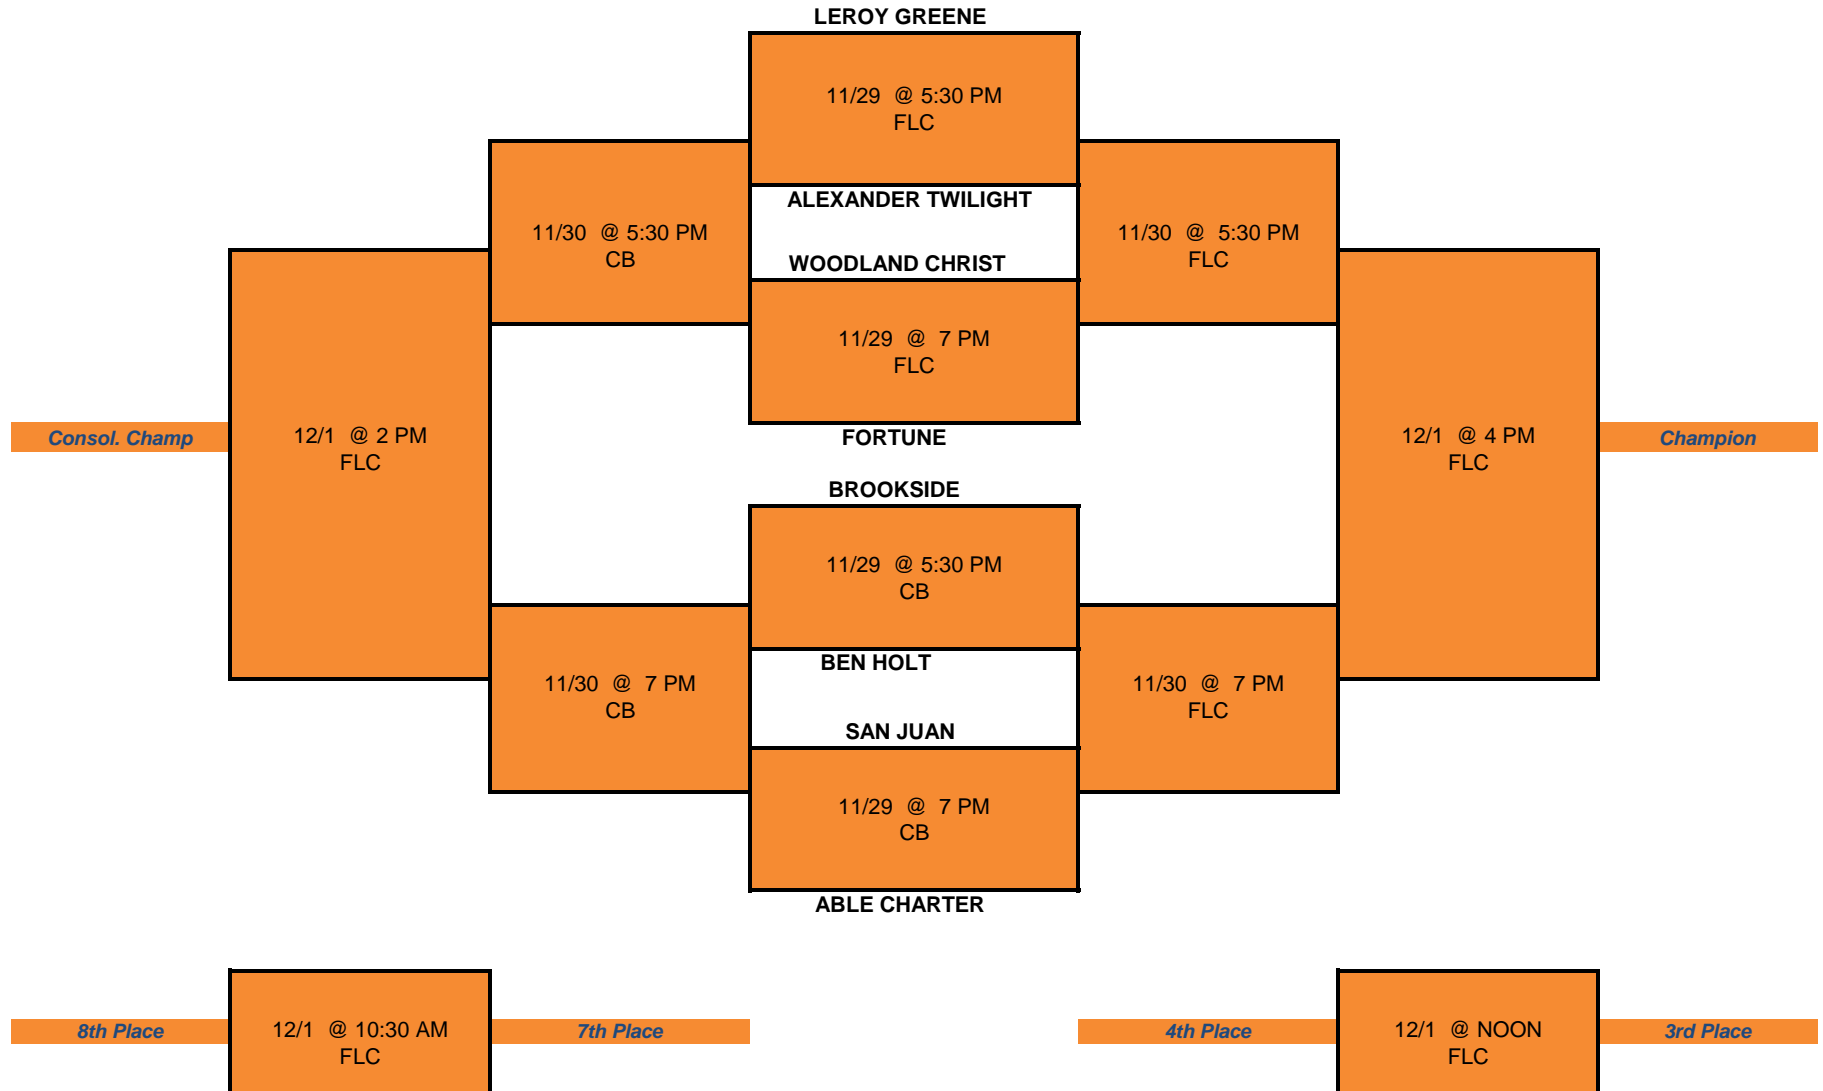 LEROY GREENE
11/29 @ 5:30 PM
FLC
ALEXANDER TWILIGHT
11/30 @ 5:30 PM
CB
11/30 @ 5:30 PM
FLC
WOODLAND CHRIST
11/29 @ 7 PM
FLC
FORTUNE
Consol. Champ
12/1 @ 2 PM
FLC
12/1 @ 4 PM
FLC
Champion
BROOKSIDE
11/29 @ 5:30 PM
CB
BEN HOLT
11/30 @ 7 PM
CB
11/30 @ 7 PM
FLC
SAN JUAN
11/29 @ 7 PM
CB
ABLE CHARTER
8th Place
12/1 @ 10:30 AM
FLC
7th Place
4th Place
12/1 @ NOON
FLC
3rd Place